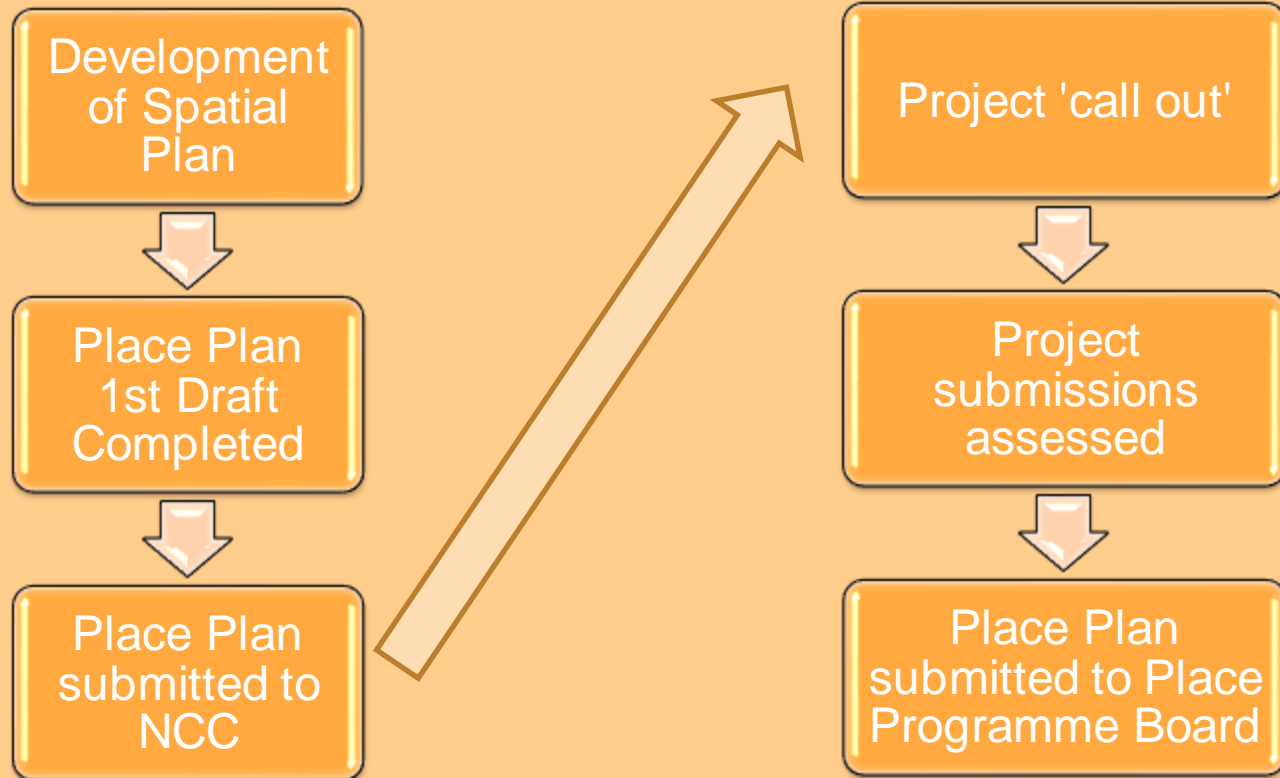 Development
of Spatial
Plan
Place Plan
1st Draft
Completed
Place Plan
submitted to
NCC
Project 'call out'
Project
submissions
assessed
Place Plan
submitted to Place
Programme Board